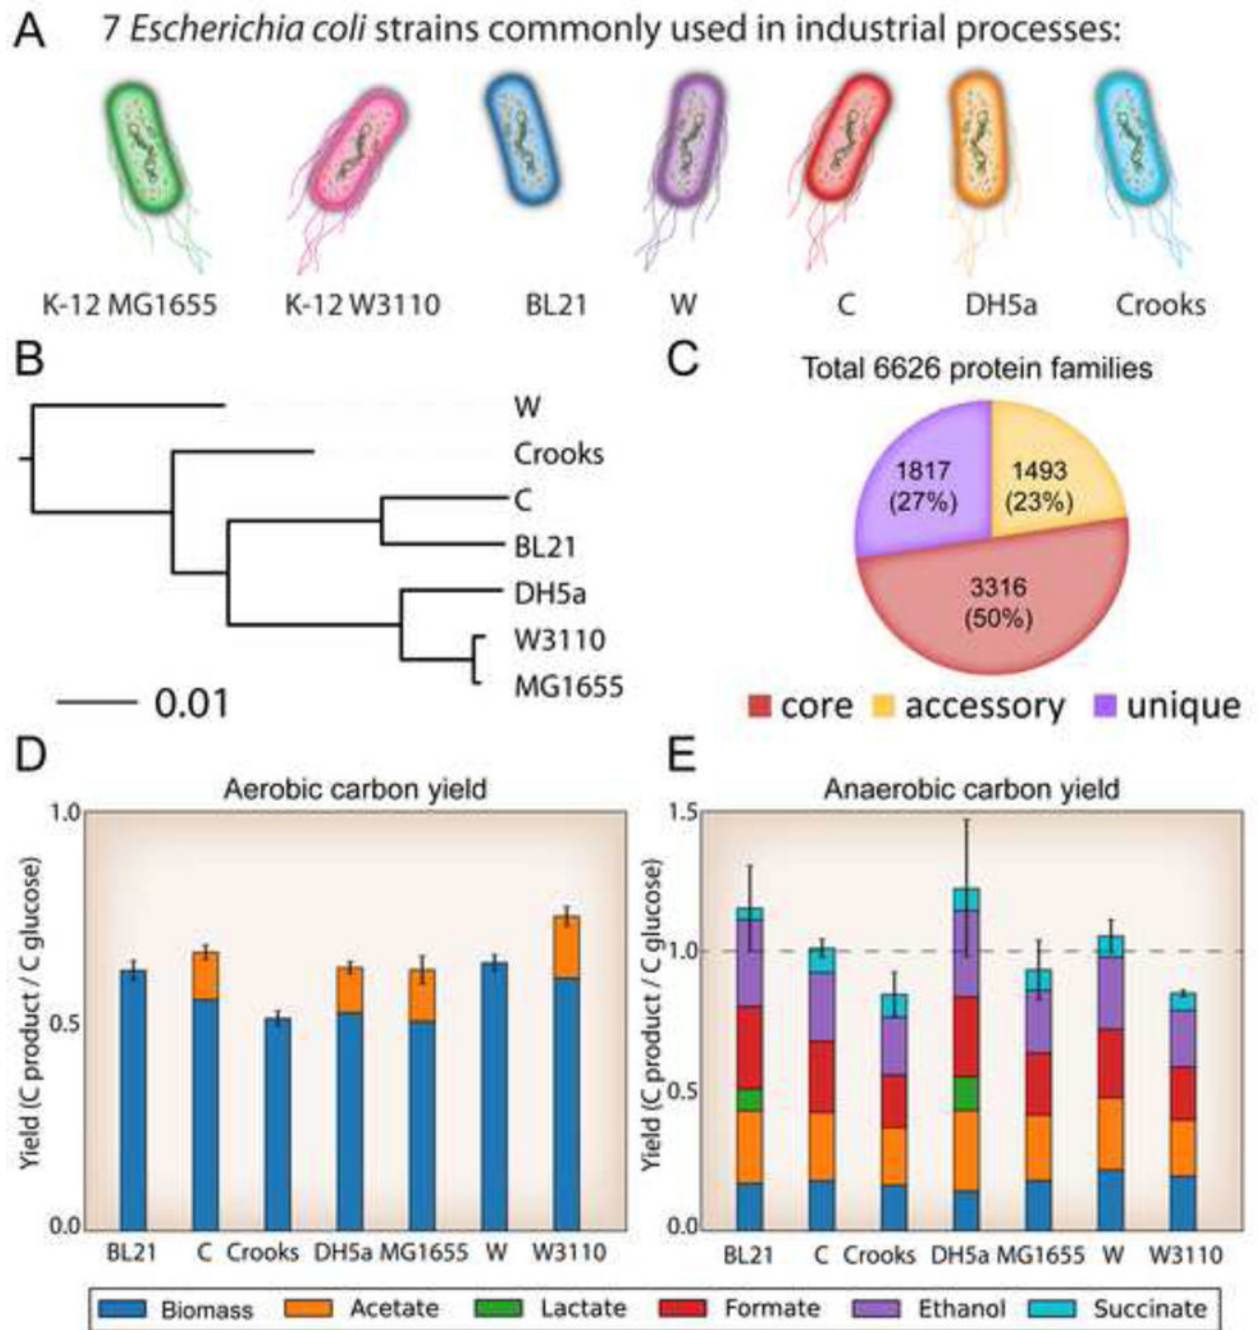 A 7 Escherichia coli strains commonly used in industrial processes:
K-12 MG1655 K-12 W3110 BL21 W C DH5a Crooks
B
W
Crooks
C
BL21
DH5a
W3110
MG1655
0.01
C
Total 6626 protein families
1817
(27%)
1493
(23%)
3316
(50%)
core accessory unique
D
Aerobic carbon yield
Yield (C product / C glucose)
1.0
0.5
0.0
BL21 C Crooks DH5a MG1655 W W3110
E
Anaerobic carbon yield
Yield (C product / C glucose)
1.5
1.0
0.5
0.0
BL21 C Crooks DH5a MG1655 W W3110
Biomass Acetate Lactate Formate Ethanol Succinate